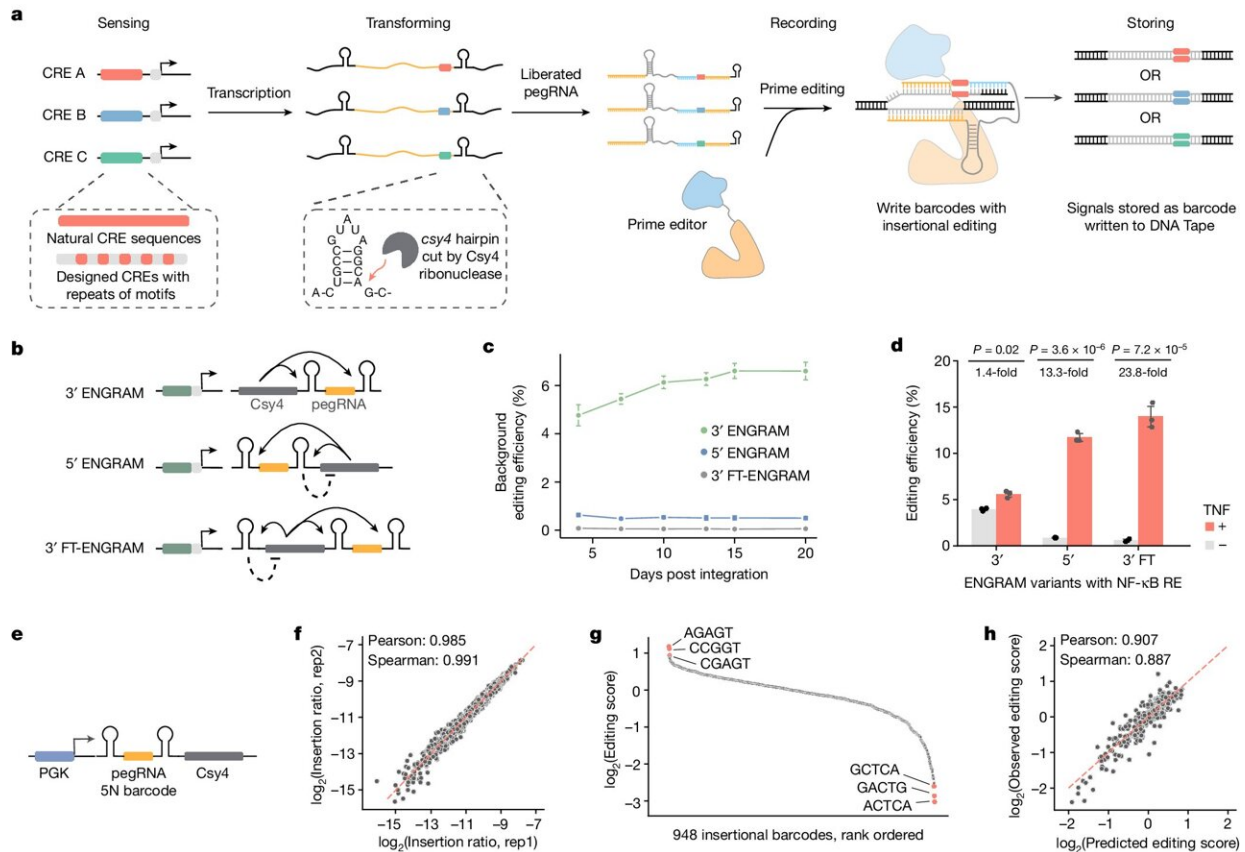 a
Sensing
Transforming
Recording
Storing
CRE A
CRE B
CRE C
Transcription
Liberated
pegRNA
Prime editing
OR
OR
Natural CRE sequences
Designed CREs with
repeats of motifs
A
U U
G A
C–G
C–G
G–C
U–A
A-C G-C-
csy4 hairpin
cut by Csy4
ribonuclease
Prime editor
Write barcodes with
insertional editing
Signals stored as barcode
written to DNA Tape
b
3′ ENGRAM
Csy4
pegRNA
5′ ENGRAM
3′ FT-ENGRAM
c
Background
editing efficiency (%)
6
4
2
0
3′ ENGRAM
5′ ENGRAM
3′ FT-ENGRAM
5 10 15 20
Days post integration
d
P = 0.02 P = 3.6 × 10−6 P = 7.2 × 10−5
1.4-fold 13.3-fold 23.8-fold
Editing efficiency (%)
20
15
10
5
0
TNF
+
−
3′ 5′ 3′ FT
ENGRAM variants with NF-κB RE
e
PGK
pegRNA
5N barcode
Csy4
f
Pearson: 0.985
Spearman: 0.991
log2(Insertion ratio, rep2)
−7
−9
−11
−13
−15
−15 −13 −11 −9 −7
log2(Insertion ratio, rep1)
g
log2(Editing score)
1
0
−1
−2
−3
AGAGT
CCGGT
CGAGT
GCTCA
GACTG
ACTCA
948 insertional barcodes, rank ordered
h
Pearson: 0.907
Spearman: 0.887
log2(Observed editing score)
2
1
0
−1
−2
−2 −1 0 1 2
log2(Predicted editing score)